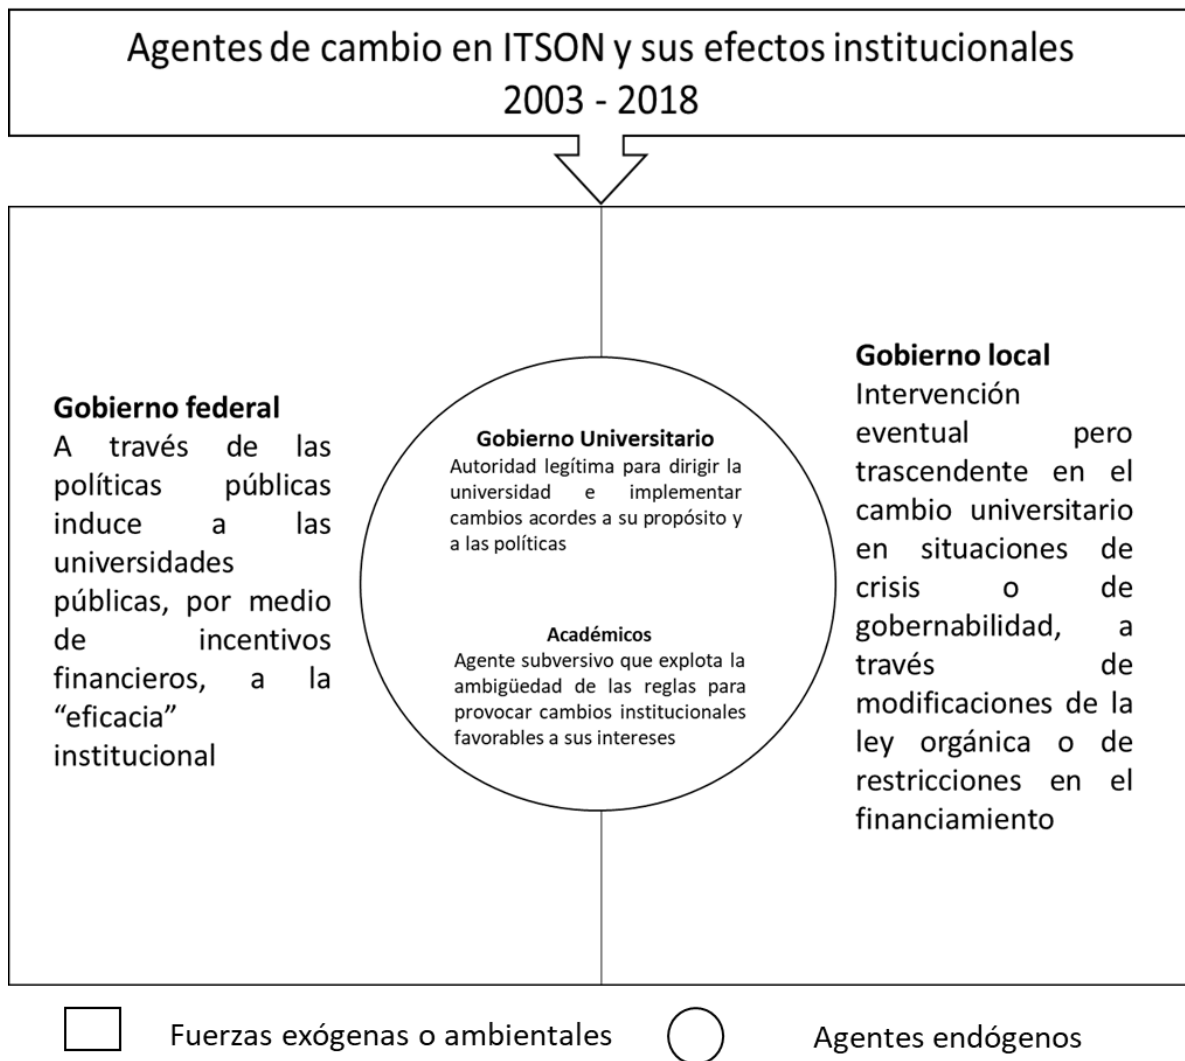 Agentes de cambio en ITSON y sus efectos institucionales
2003 - 2018
Gobierno federal
A través de las
políticas públicas
induce a las
universidades
públicas, por medio
de incentivos
financieros, a la
“eficacia”
institucional
Gobierno Universitario
Autoridad legítima para dirigir la
universidad e implementar
cambios acordes a su propósito y
a las políticas
Académicos
Agente subversivo que explota la
ambigüedad de las reglas para
provocar cambios institucionales
favorables a sus intereses
Gobierno local
Intervención
eventual pero
trascendente en el
cambio universitario
en situaciones de
crisis o de
gobernabilidad, a
través de
modificaciones de la
ley orgánica o de
restricciones en el
financiamiento
Fuerzas exógenas o ambientales
Agentes endógenos